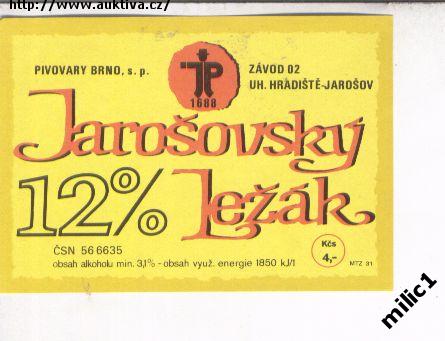 http://www.auktiva.cz/
PIVOVARY BRNO, s. p.
JP
1688
ZÁVOD 02
UH. HRADIŠTĚ-JAROŠOV
Jarošovský
12% Ležák
ČSN 56 6635
obsah alkoholu min. 3,1% - obsah využ. energie 1850 kJ/l
Kčs
4,-
MTZ 31
milic1